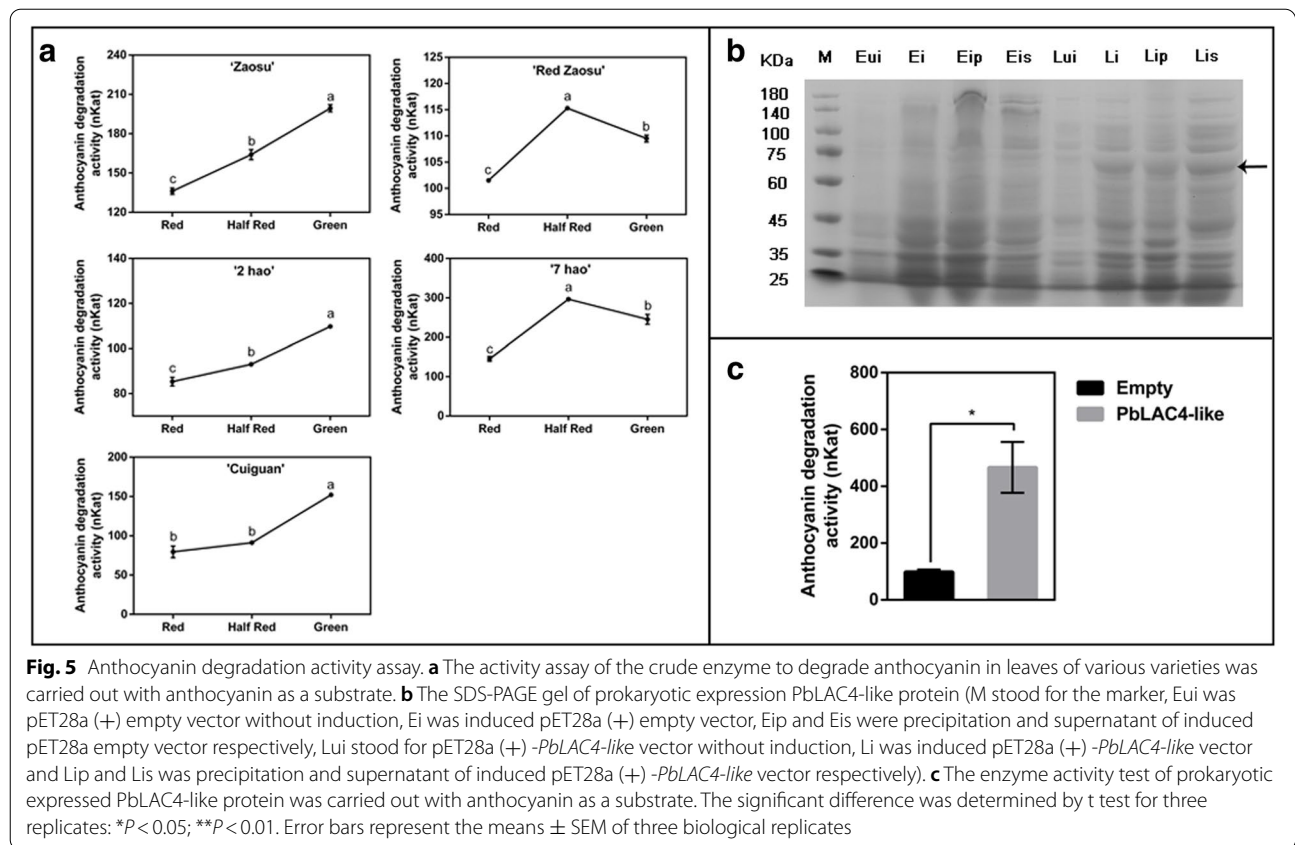 a
'Zaosu'
Anthocyanin degradation
activity (nKat)
240
210
180
150
120
c
b
a
Red
Half Red
Green
'Red Zaosu'
Anthocyanin degradation
activity (nKat)
125
120
115
110
105
100
95
c
a
b
Red
Half Red
Green
'2 hao'
Anthocyanin degradation
activity (nKat)
140
120
100
80
c
b
a
Red
Half Red
Green
'7 hao'
Anthocyanin degradation
activity (nKat)
400
300
200
100
0
c
a
b
Red
Half Red
Green
'Cuiguan'
Anthocyanin degradation
activity (nKat)
200
150
100
50
0
b
b
a
Red
Half Red
Green
b
KDa M Eui Ei Eip Eis Lui Li Lip Lis
180
140
100
75
60
45
35
25
c
Anthocyanin degradation
activity (nKat)
800
600
400
200
0
*
Empty
PbLAC4-like
Fig. 5 Anthocyanin degradation activity assay. a The activity assay of the crude enzyme to degrade anthocyanin in leaves of various varieties was
carried out with anthocyanin as a substrate. b The SDS-PAGE gel of prokaryotic expression PbLAC4-like protein (M stood for the marker, Eui was
pET28a (+) empty vector without induction, Ei was induced pET28a (+) empty vector, Eip and Eis were precipitation and supernatant of induced
pET28a empty vector respectively, Lui stood for pET28a (+) -PbLAC4-like vector without induction, Li was induced pET28a (+) -PbLAC4-like vector
and Lip and Lis was precipitation and supernatant of induced pET28a (+) -PbLAC4-like vector respectively). c The enzyme activity test of prokaryotic
expressed PbLAC4-like protein was carried out with anthocyanin as a substrate. The significant difference was determined by t test for three
replicates: *P < 0.05; **P < 0.01. Error bars represent the means ± SEM of three biological replicates